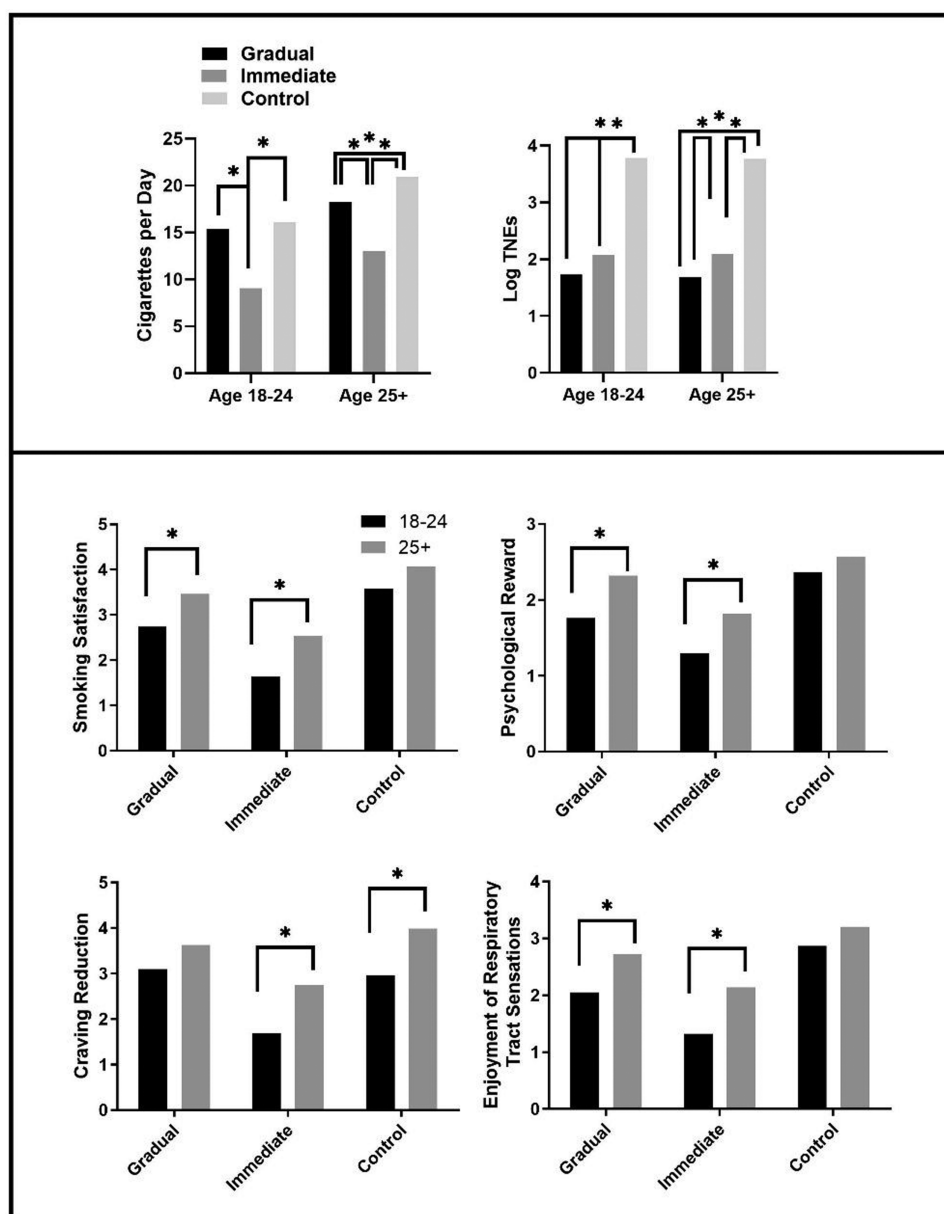 Gradual
Immediate
Control
Cigarettes per Day
25
20
15
10
5
0
* * * * *
Age 18-24 Age 25+
Log TNEs
4
3
2
1
0
* * * * *
Age 18-24 Age 25+
Smoking Satisfaction
5
4
3
2
1
0
* *
18-24
25+
Gradual Immediate Control
Psychological Reward
3
2
1
0
* *
Gradual Immediate Control
Craving Reduction
5
4
3
2
1
0
* *
Gradual Immediate Control
Enjoyment of Respiratory
Tract Sensations
4
3
2
1
0
* *
Gradual Immediate Control